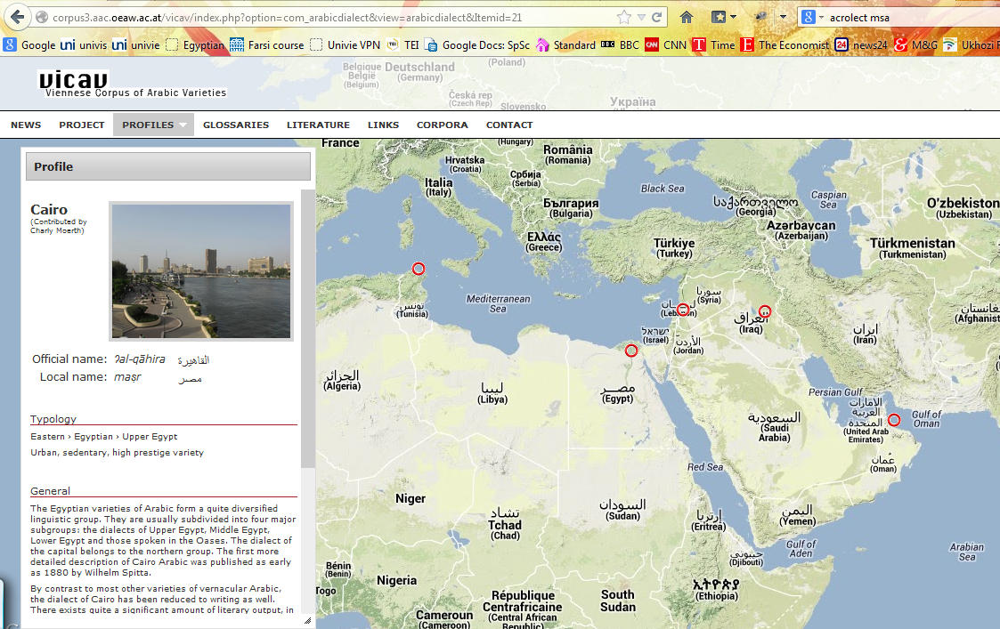 corpus3.aac.oeaw.ac.at/vicav/index.php?option=com_arabicdialect&view=arabicdialect&Itemid=21
acrolect msa
Google univis univie Egyptian Farsi course Univie VPN TEI Google Docs: SpSc Standard BBC CNN Time The Economist news24 M&G Ukhozi F
vicav
Viennese Corpus of Arabic Varieties
NEWS PROJECT PROFILES GLOSSARIES LITERATURE LINKS CORPORA CONTACT
Profile
Cairo
(Contributed by
Charly Moerth)
Official name: ʔal-qāhira القاهيرة
Local name: maṣr مصر
Typology
Eastern › Egyptian › Upper Egypt
Urban, sedentary, high prestige variety
General
The Egyptian varieties of Arabic form a quite diversified
linguistic group. They are usually subdivided into four major
subgroups: the dialects of Upper Egypt, Middle Egypt,
Lower Egypt and those spoken in the Oases. The dialect of
the capital belongs to the northern group. The first more
detailed description of Cairo Arabic was published as early
as 1880 by Wilhelm Spitta.
By contrast to most other varieties of vernacular Arabic,
the dialect of Cairo has been reduced to writing as well.
There exists quite a significant amount of literary output, in
Belgique
België
(Belgium)
Deutschland
(Germany)
(Poland)
Česká rep
(Czech Rep)
Slovensko
Україна
(Ukraine)
France
(Hungary)
Hrvatska
(Croatia)
România
(Romania)
Србија
(Serbia)
Italia
(Italy)
България
(Bulgaria)
Black Sea
საქართველო
(Georgia)
Caspian
Sea
O'zbekiston
(Uzbekistan)
Azərbaycan
(Azerbaijan)
Ελλάς
(Greece)
Türkiye
(Turkey)
Türkmenistan
(Turkmenistan)
تونس
(Tunisia)
Mediterranean
Sea
سوريا
(Syria)
(Lebanon)
العراق
(Iraq)
ايران
(Iran)
(Afghanist
ישראל
(Israel)
الأردن
(Jordan)
الجزائر
(Algeria)
ليبيا
(Libya)
مصر
(Egypt)
Persian Gulf
الامارات
العربية
المتحدة
(United Arab
Emirates)
Gulf of
Oman
السعودية
(Saudi
Arabia)
عُمان
(Oman)
Red Sea
Niger
تشاد
Tchad
(Chad)
السودان
(Sudan)
إرتريا
(Eritrea)
اليمن
(Yemen)
Gulf of
Aden
Arabian
Sea
جيبوتي
(Djibouti)
Bénin
(Benin)
Togo
Nigeria
ኢትዮጵያ
(Ethiopia)
République
Centrafricaine
(Central African
South
Sudan
Cameroun
(Cameroon)